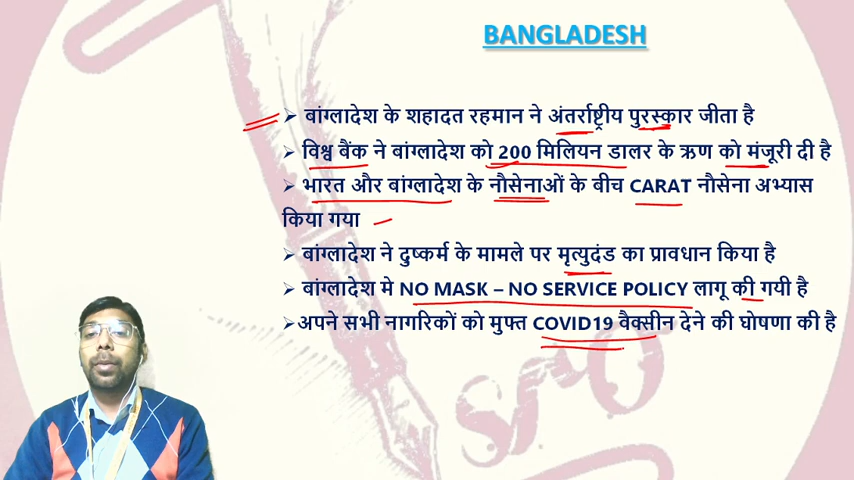 BANGLADESH
➢ बांग्लादेश के शहादत रहमान ने अंतर्राष्ट्रीय पुरस्कार जीता है
➢ विश्व बैंक ने बांग्लादेश को 200 मिलियन डालर के ऋण को मंजूरी दी है
➢ भारत और बांग्लादेश के नौसेनाओं के बीच CARAT नौसेना अभ्यास
किया गया
➢ बांग्लादेश ने दुष्कर्म के मामले पर मृत्युदंड का प्रावधान किया है
➢ बांग्लादेश मे NO MASK – NO SERVICE POLICY लागू की गयी है
➢ अपने सभी नागरिकों को मुफ्त COVID19 वैक्सीन देने की घोषणा की है